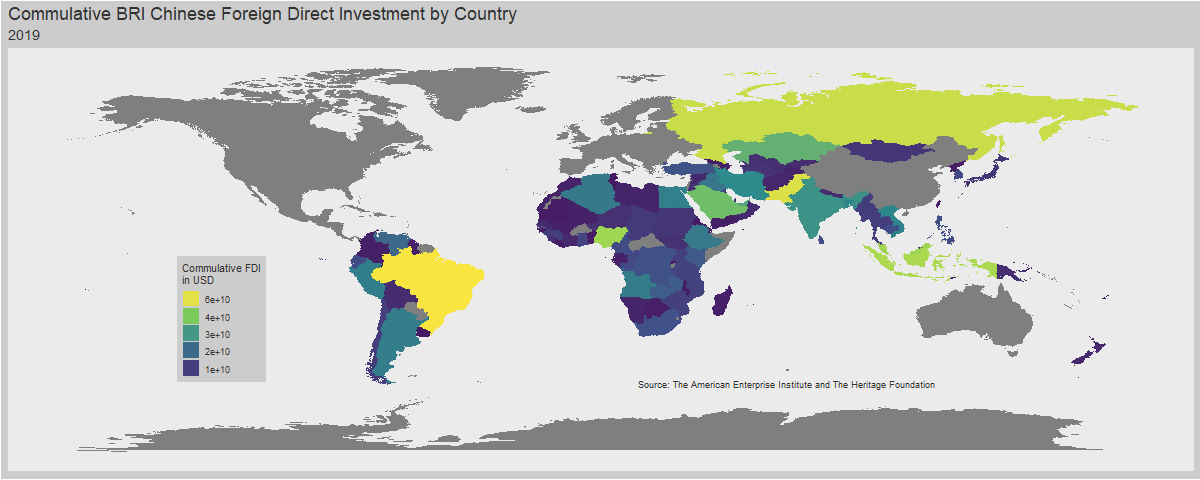 Commulative BRI Chinese Foreign Direct Investment by Country
2019
Commulative FDI
in USD
6e+10
4e+10
3e+10
2e+10
1e+10
Source: The American Enterprise Institute and The Heritage Foundation